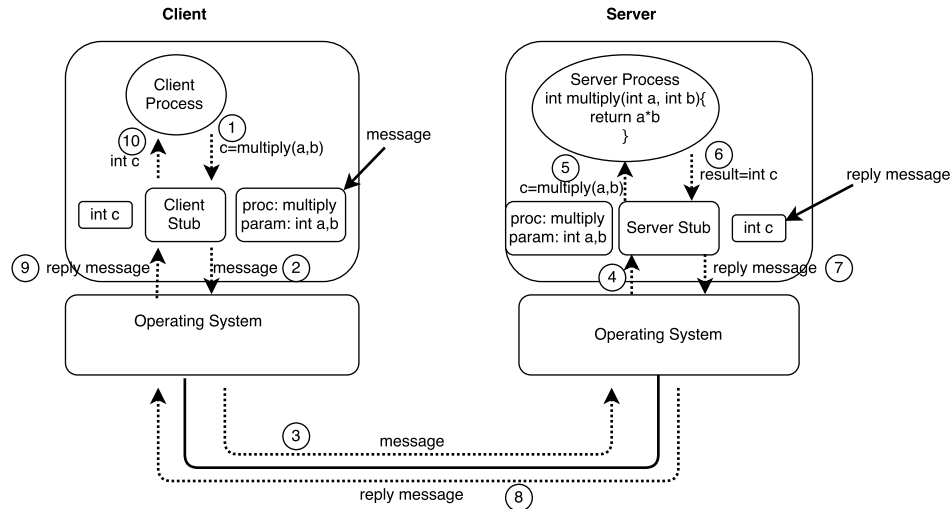 Client
Server
Client
Process
10
int c
1
c=multiply(a,b)
message
int c
Client
Stub
proc: multiply
param: int a,b
9 reply message
message 2
Operating System
Server Process
int multiply(int a, int b){
return a*b
}
5
c=multiply(a,b)
6
result=int c
reply message
proc: multiply
param: int a,b
Server Stub
int c
4
reply message 7
Operating System
3
message
reply message 8